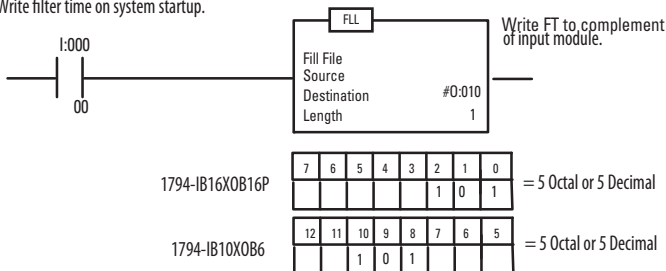 Write filter time on system startup.
FLL
Write FT to complement
of input module.
I:000
Fill File
Source
Destination #O:010
Length 1
00
7 6 5 4 3 2 1 0
1794-IB16XOB16P
1 0 1
= 5 Octal or 5 Decimal
12 11 10 9 8 7 6 5
1794-IB10XOB6
1 0 1
= 5 Octal or 5 Decimal